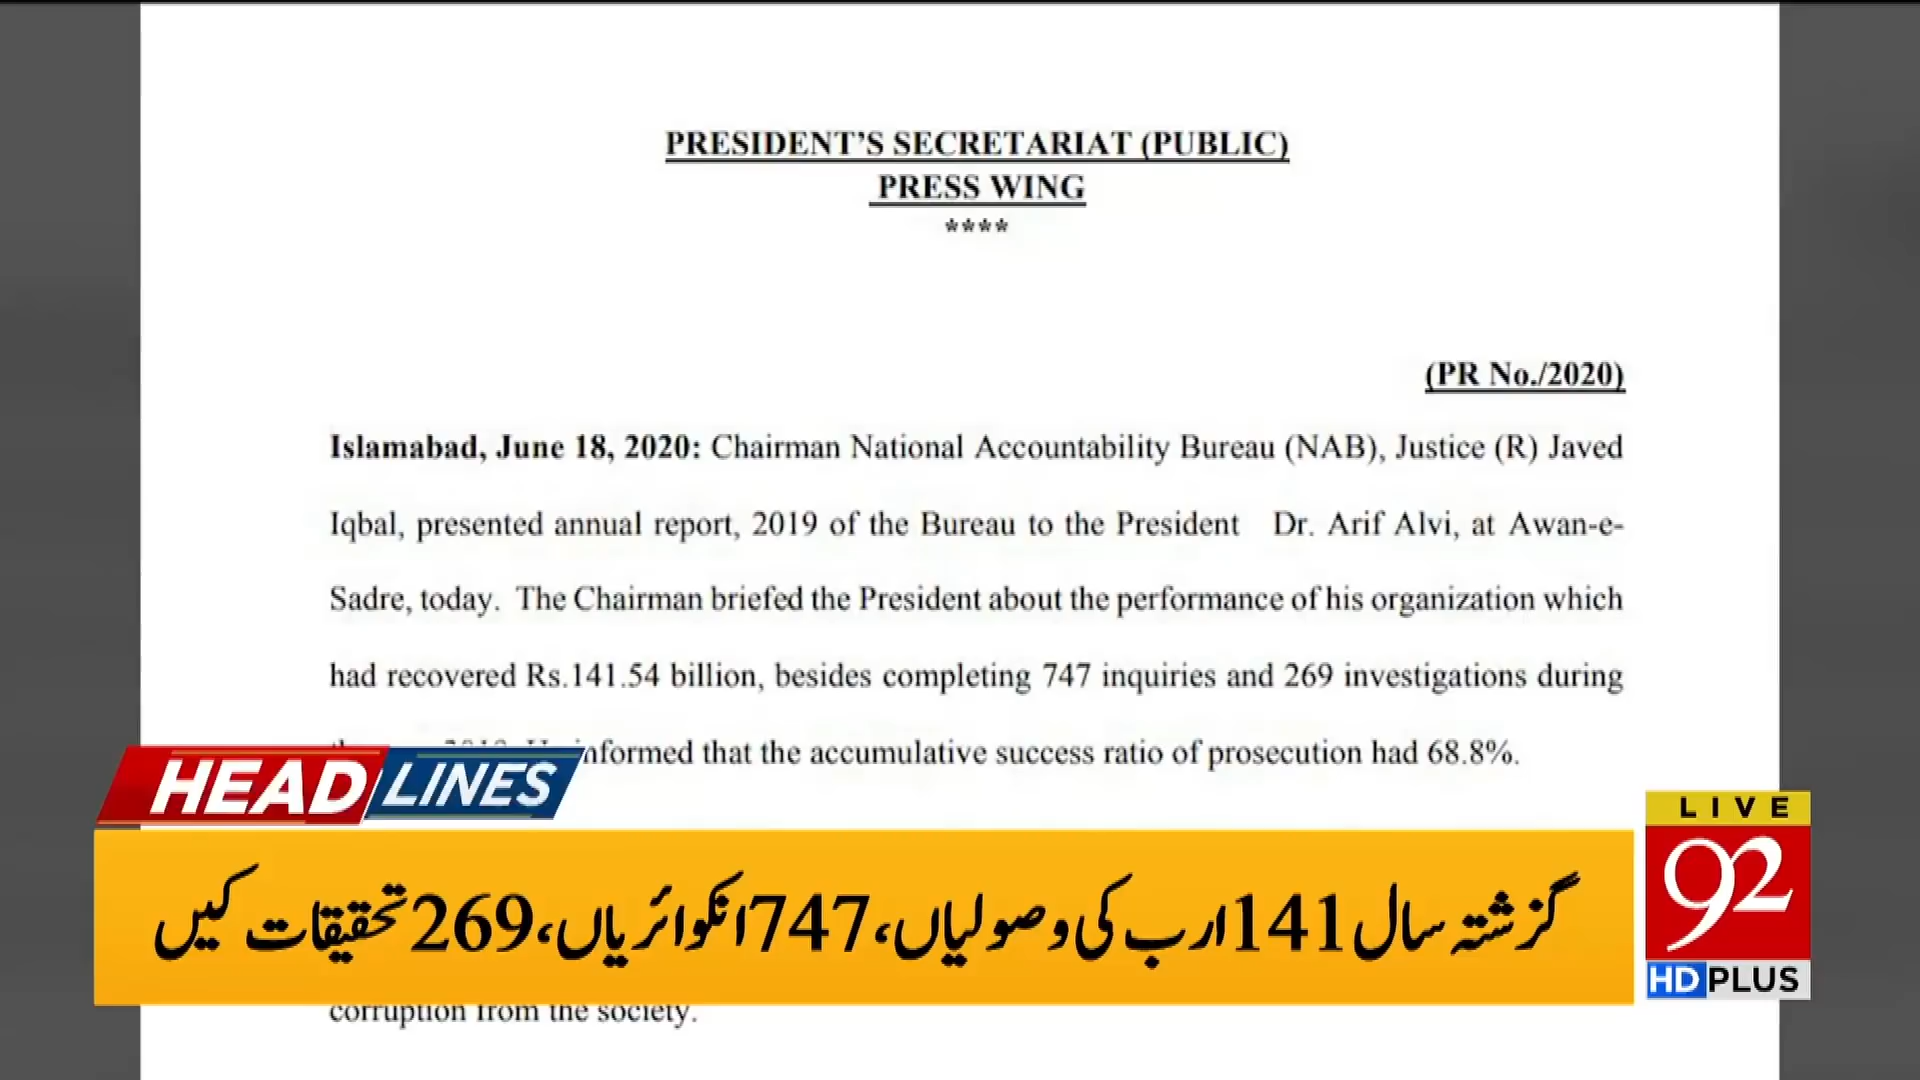 PRESIDENT'S SECRETARIAT (PUBLIC)
PRESS WING
****
(PR No./2020)
Islamabad, June 18, 2020: Chairman National Accountability Bureau (NAB), Justice (R) Javed
Iqbal, presented annual report, 2019 of the Bureau to the President Dr. Arif Alvi, at Awan-e-
Sadre, today. The Chairman briefed the President about the performance of his organization which
had recovered Rs.141.54 billion, besides completing 747 inquiries and 269 investigations during
informed that the accumulative success ratio of prosecution had 68.8%.
HEADLINES
گزشتہ سال 141 ارب کی وصولیاں، 747 انکوائریاں، 269 تحقیقات کیں
LIVE
92
HD PLUS
corruption from the society.